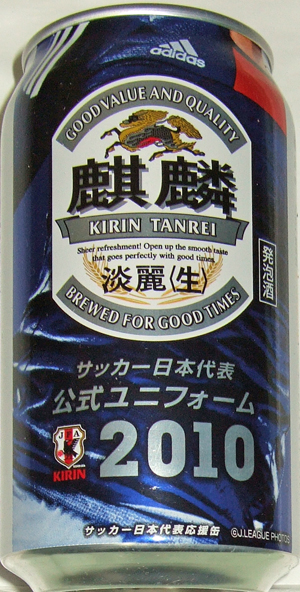 adidas
GOOD VALUE AND QUALITY
麒麟
KIRIN TANREI
Sheer refreshment! Open up the smooth taste
that goes perfectly with good times.
淡麗〈生〉
BREWED FOR GOOD TIMES
発泡酒
サッカー日本代表
公式ユニフォーム
2010
JFA
KIRIN
サッカー日本代表応援缶
©J.LEAGUE PHOTOS